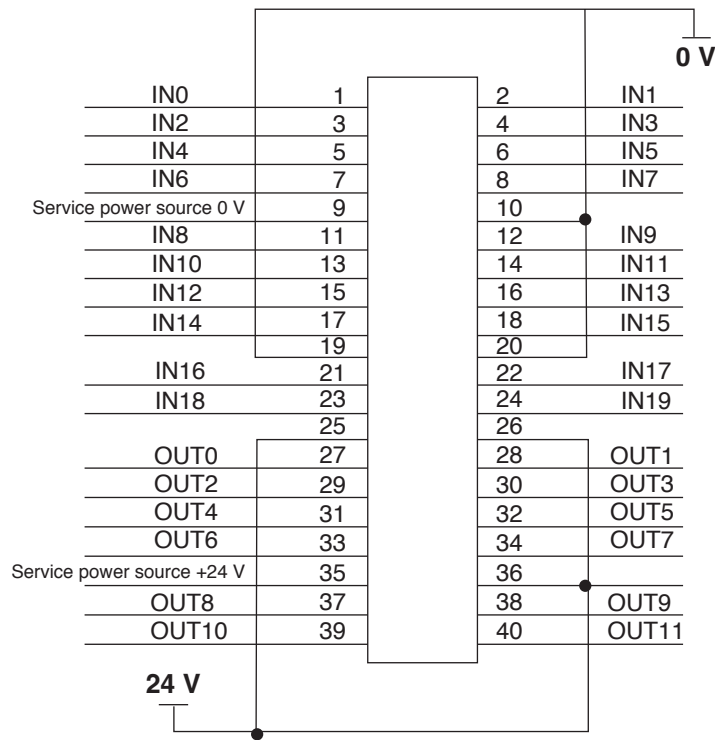 0 V
IN0 1 2 IN1
IN2 3 4 IN3
IN4 5 6 IN5
IN6 7 8 IN7
Service power source 0 V 9 10
IN8 11 12 IN9
IN10 13 14 IN11
IN12 15 16 IN13
IN14 17 18 IN15
19 20
IN16 21 22 IN17
IN18 23 24 IN19
25 26
OUT0 27 28 OUT1
OUT2 29 30 OUT3
OUT4 31 32 OUT5
OUT6 33 34 OUT7
Service power source +24 V 35 36
OUT8 37 38 OUT9
OUT10 39 40 OUT11
24 V